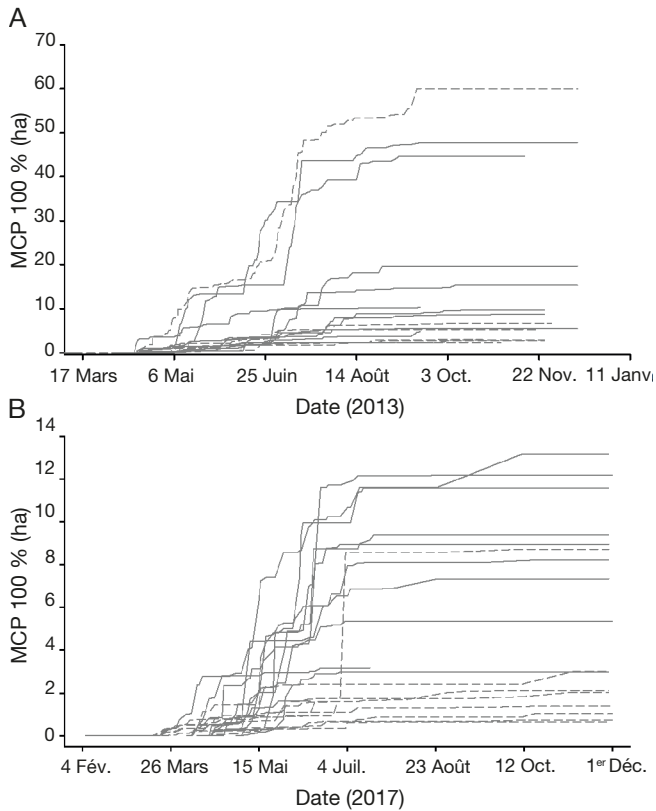 A
70
60
50
40
30
20
10
0
MCP 100 % (ha)
17 Mars 6 Mai 25 Juin 14 Août 3 Oct. 22 Nov. 11 Janv.
Date (2013)
B
14
12
10
8
6
4
2
0
MCP 100 % (ha)
4 Fév. 26 Mars 15 Mai 4 Juil. 23 Août 12 Oct. 1er Déc.
Date (2017)